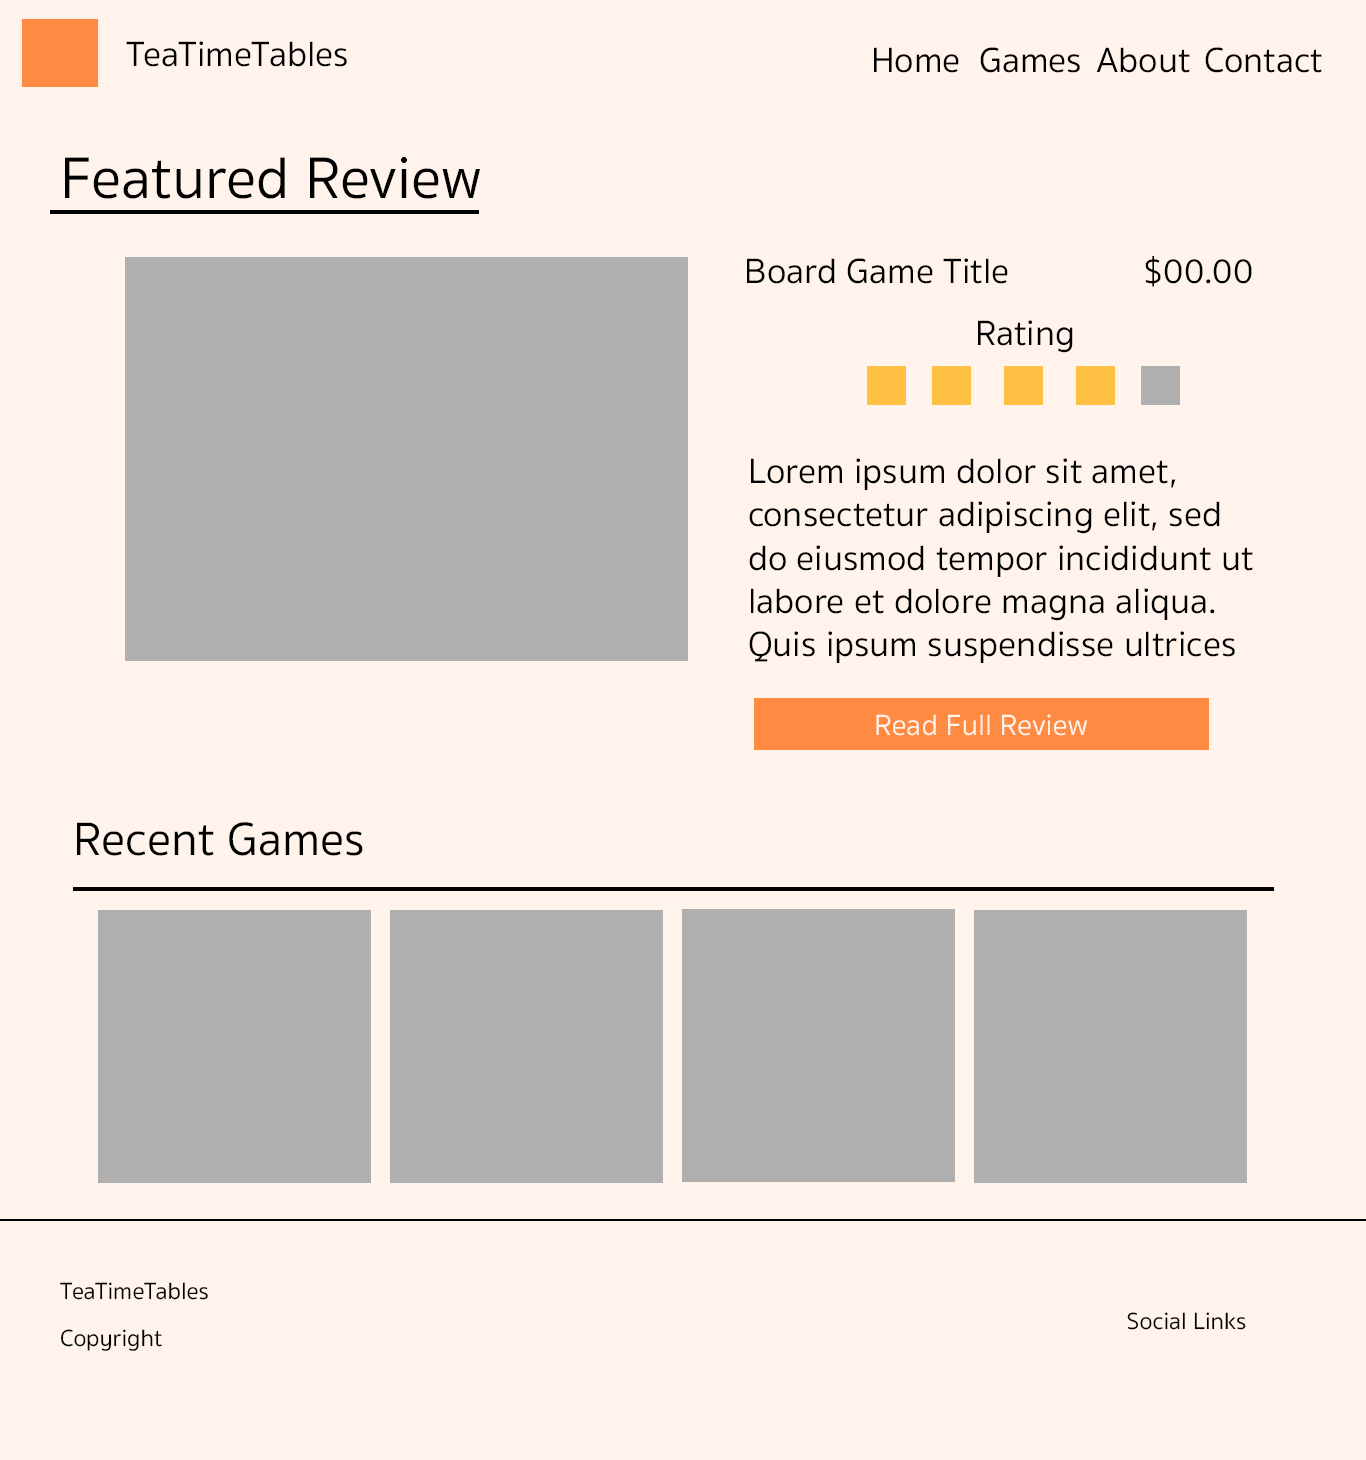 TeaTimeTables
Home Games About Contact
Featured Review
Board Game Title $00.00
Rating
Lorem ipsum dolor sit amet,
consectetur adipiscing elit, sed
do eiusmod tempor incididunt ut
labore et dolore magna aliqua.
Quis ipsum suspendisse ultrices
Read Full Review
Recent Games
TeaTimeTables
Copyright
Social Links